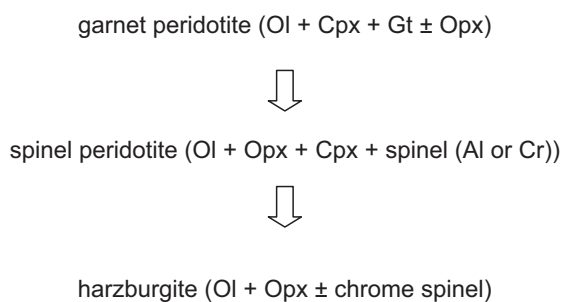 garnet peridotite (Ol + Cpx + Gt ± Opx)
spinel peridotite (Ol + Opx + Cpx + spinel (Al or Cr))
harzburgite (Ol + Opx ± chrome spinel)